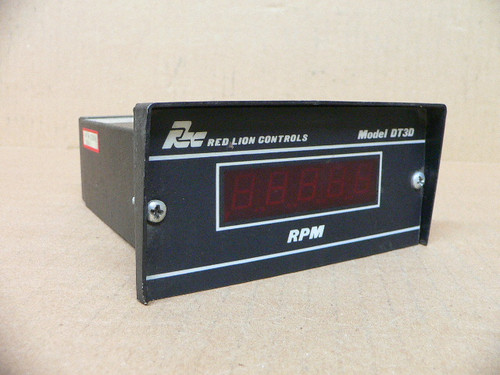 RLC RED LION CONTROLS Model DT3D
RPM